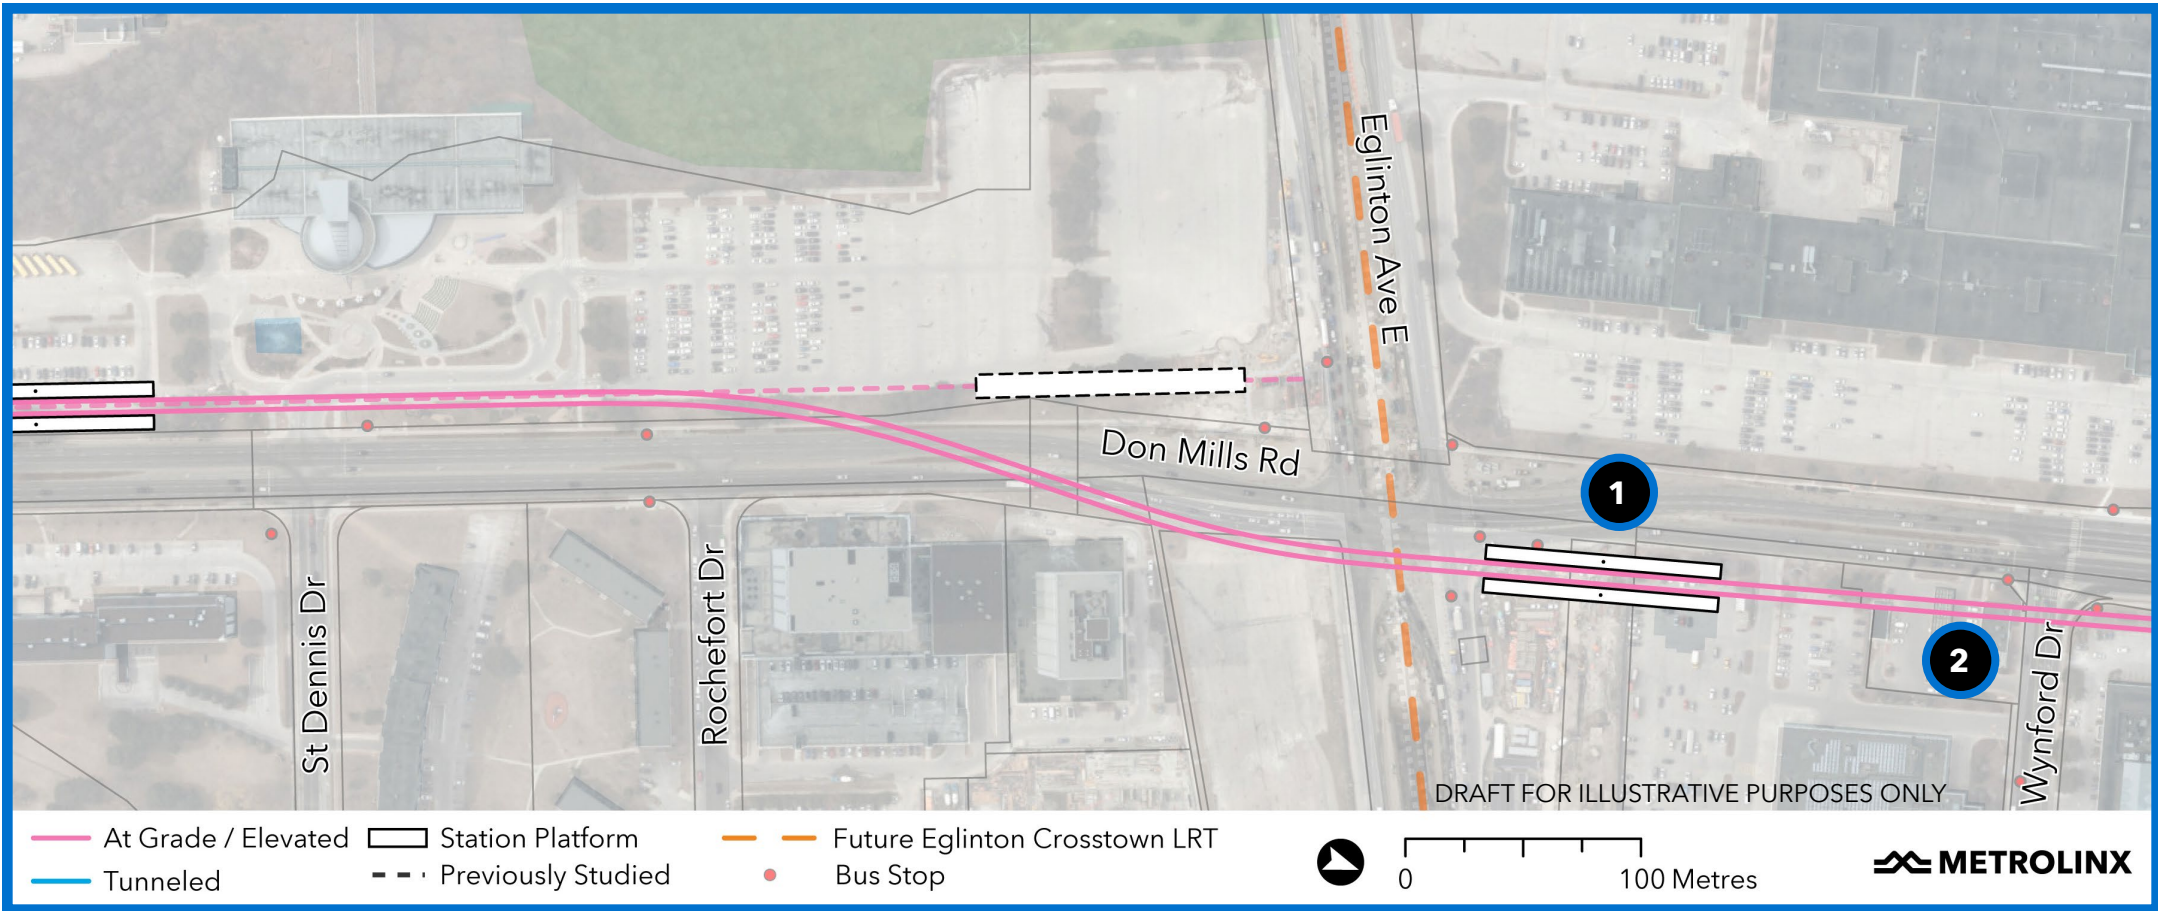 Eglinton Ave E
Don Mills Rd
1
2
St Dennis Dr
Rochefort Dr
Wynford Dr
DRAFT FOR ILLUSTRATIVE PURPOSES ONLY
At Grade / Elevated
Station Platform
Future Eglinton Crosstown LRT
Tunneled
Previously Studied
Bus Stop
0
100 Metres
METROLINX